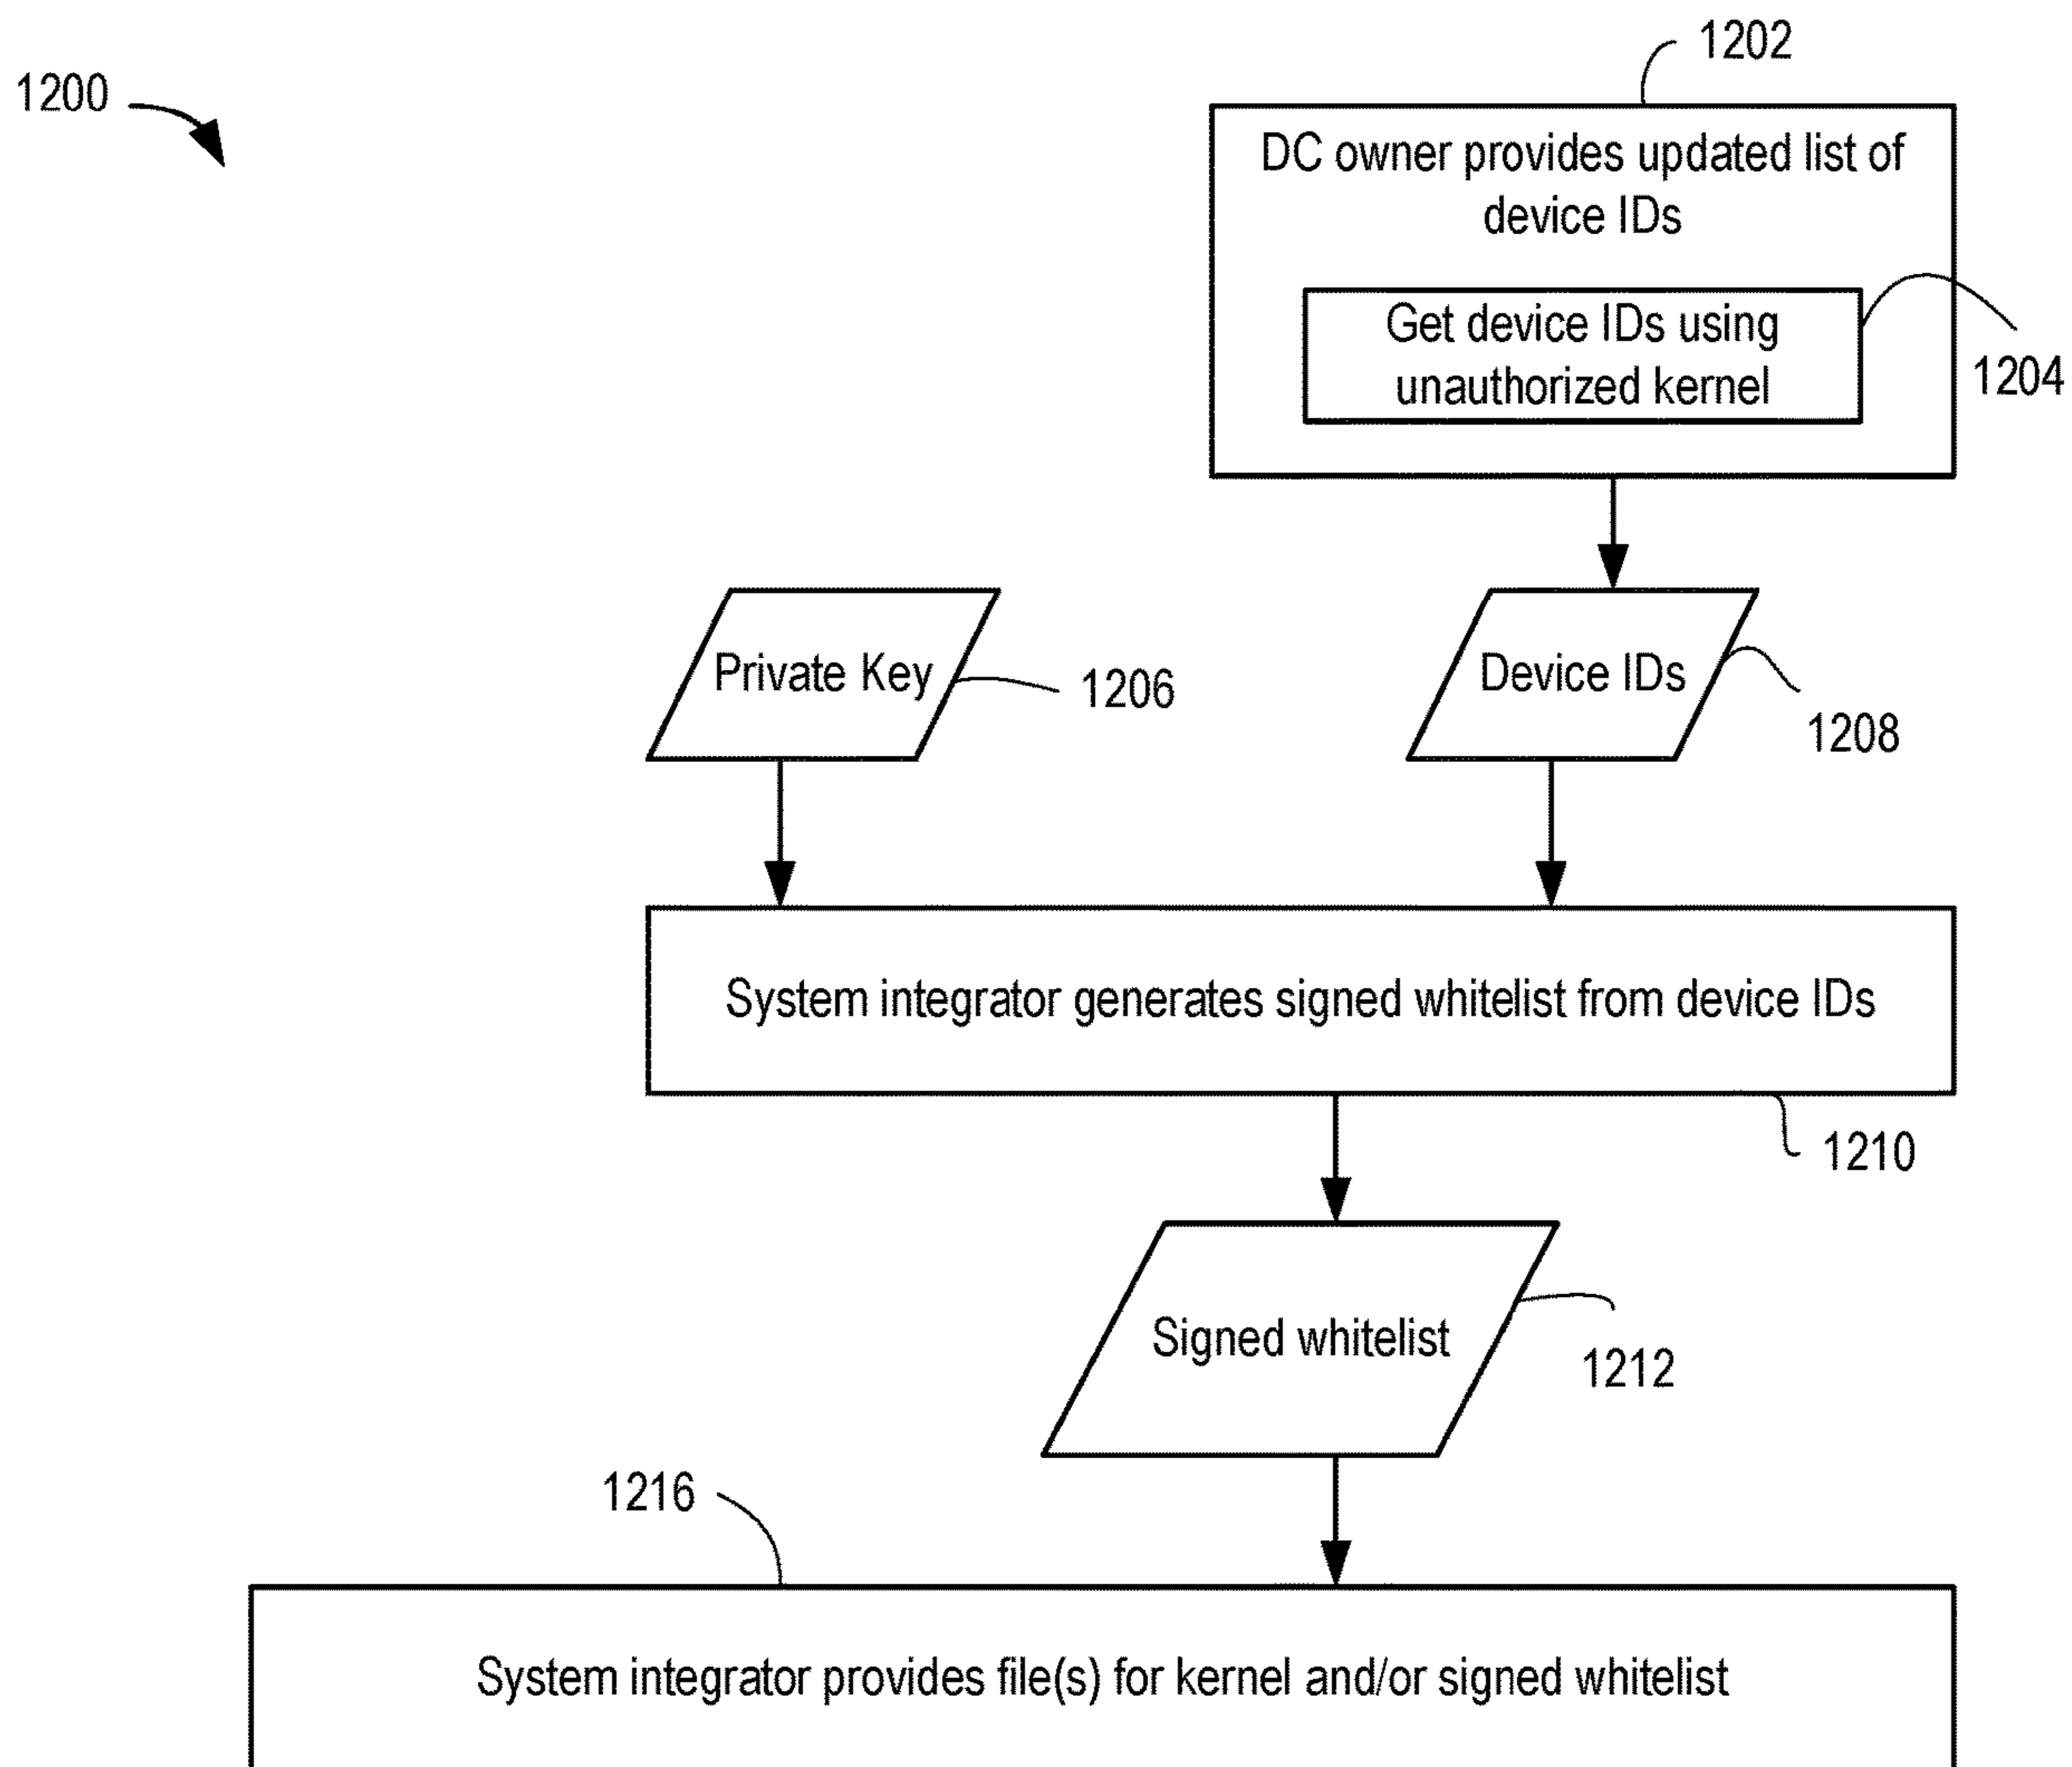 1202
1200
DC owner provides updated list of
device IDs
Get device IDs using
unauthorized kernel
1204
Private Key
1206
Device IDs
1208
System integrator generates signed whitelist from device IDs
1210
Signed whitelist
1212
1216
System integrator provides file(s) for kernel and/or signed whitelist